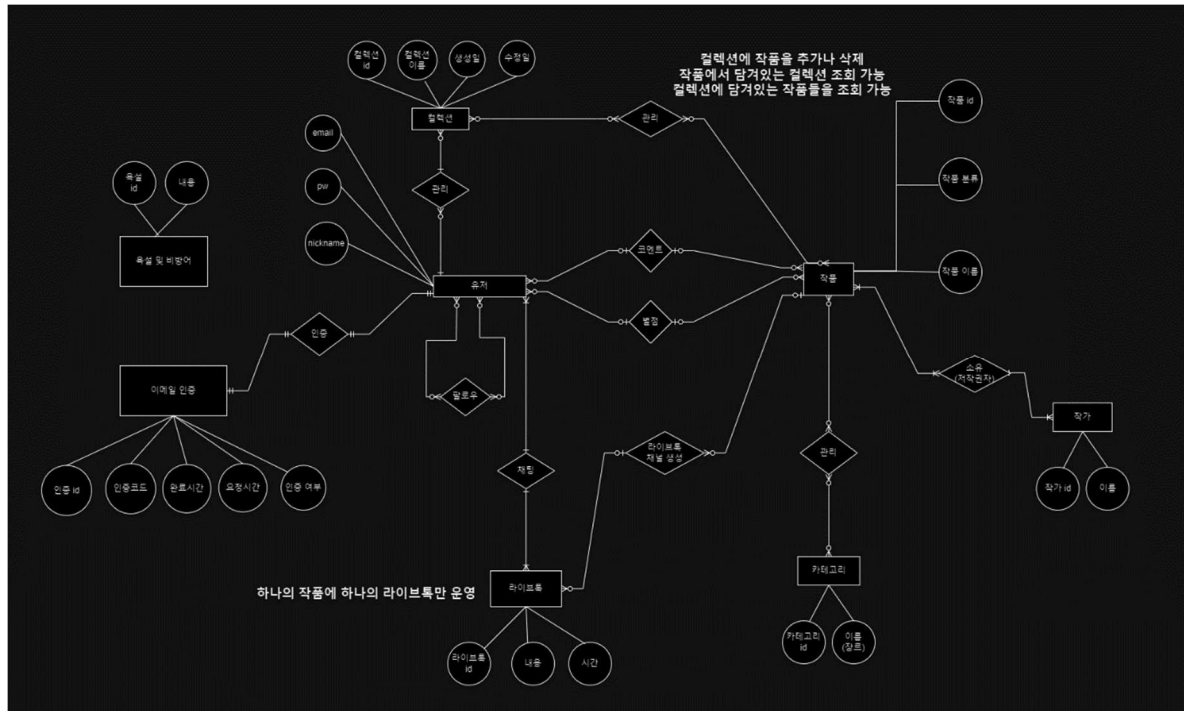 컬렉션
id
컬렉션
이름
생성일
수정일
컬렉션에 작품을 추가나 삭제
작품에서 담겨있는 컬렉션 조회 가능
컬렉션에 담겨있는 작품들을 조회 가능
작품 id
컬렉션
관리
email
욕설
id
내용
pw
관리
작품 분류
nickname
욕설 및 비방어
코멘트
유저
작품
작품 이름
별점
인증
이메일 인증
팔로우
소유
(저작권자)
작가
라이브톡
채널 생성
관리
채팅
인증 id
인증코드
완료시간
요청시간
인증 여부
작가 id
이름
하나의 작품에 하나의 라이브톡만 운영
라이브톡
카테고리
라이브톡
id
내용
시간
카테고리
id
이름
(장르)